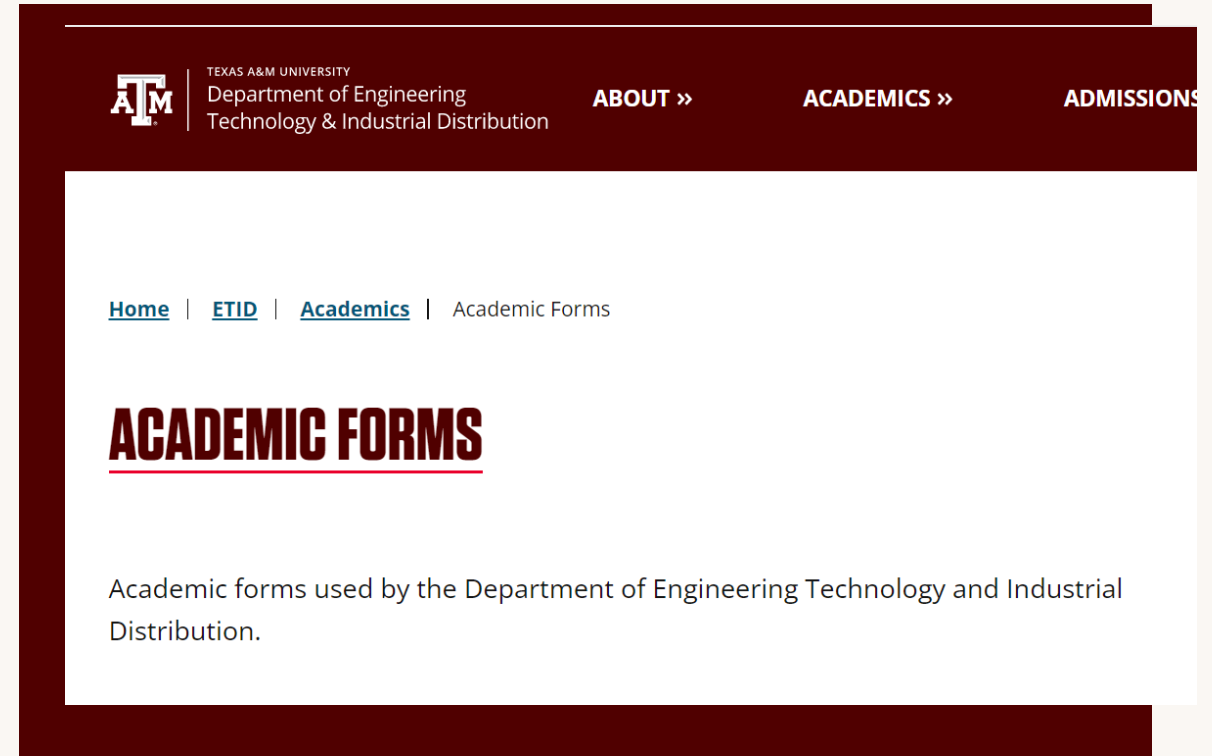 TEXAS A&M UNIVERSITY
Department of Engineering
Technology & Industrial Distribution
ABOUT »
ACADEMICS »
ADMISSIONS
Home | ETID | Academics | Academic Forms
ACADEMIC FORMS
Academic forms used by the Department of Engineering Technology and Industrial
Distribution.